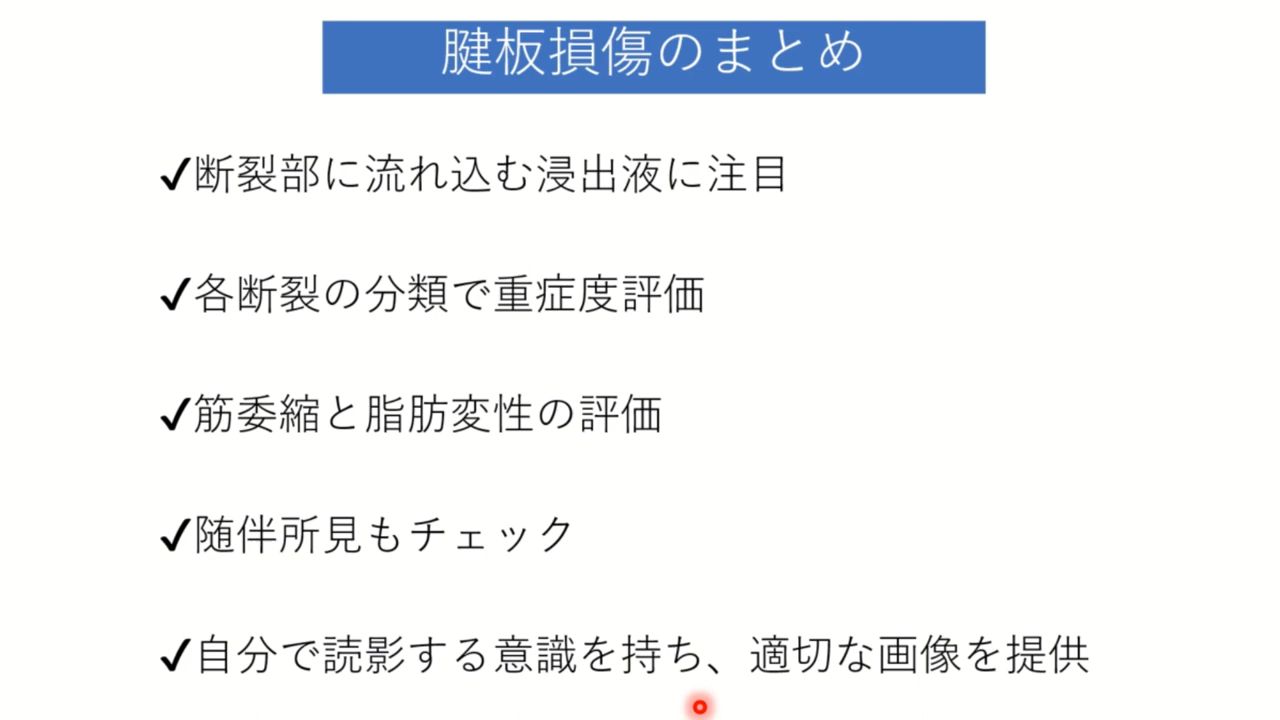 腱板損傷のまとめ
✓断裂部に流れ込む浸出液に注目
✓各断裂の分類で重症度評価
✓筋委縮と脂肪変性の評価
✓随伴所見もチェック
✓自分で読影する意識を持ち、適切な画像を提供